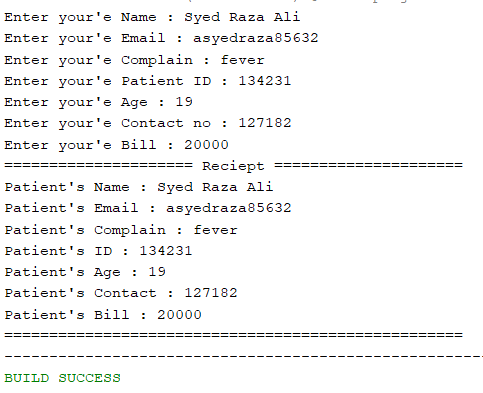 Enter your'e Name : Syed Raza Ali
Enter your'e Email : asyedraza85632
Enter your'e Complain : fever
Enter your'e Patient ID : 134231
Enter your'e Age : 19
Enter your'e Contact no : 127182
Enter your'e Bill : 20000
===================== Reciept =====================
Patient's Name : Syed Raza Ali
Patient's Email : asyedraza85632
Patient's Complain : fever
Patient's ID : 134231
Patient's Age : 19
Patient's Contact : 127182
Patient's Bill : 20000
===================================================
------------------------------------------------------
BUILD SUCCESS